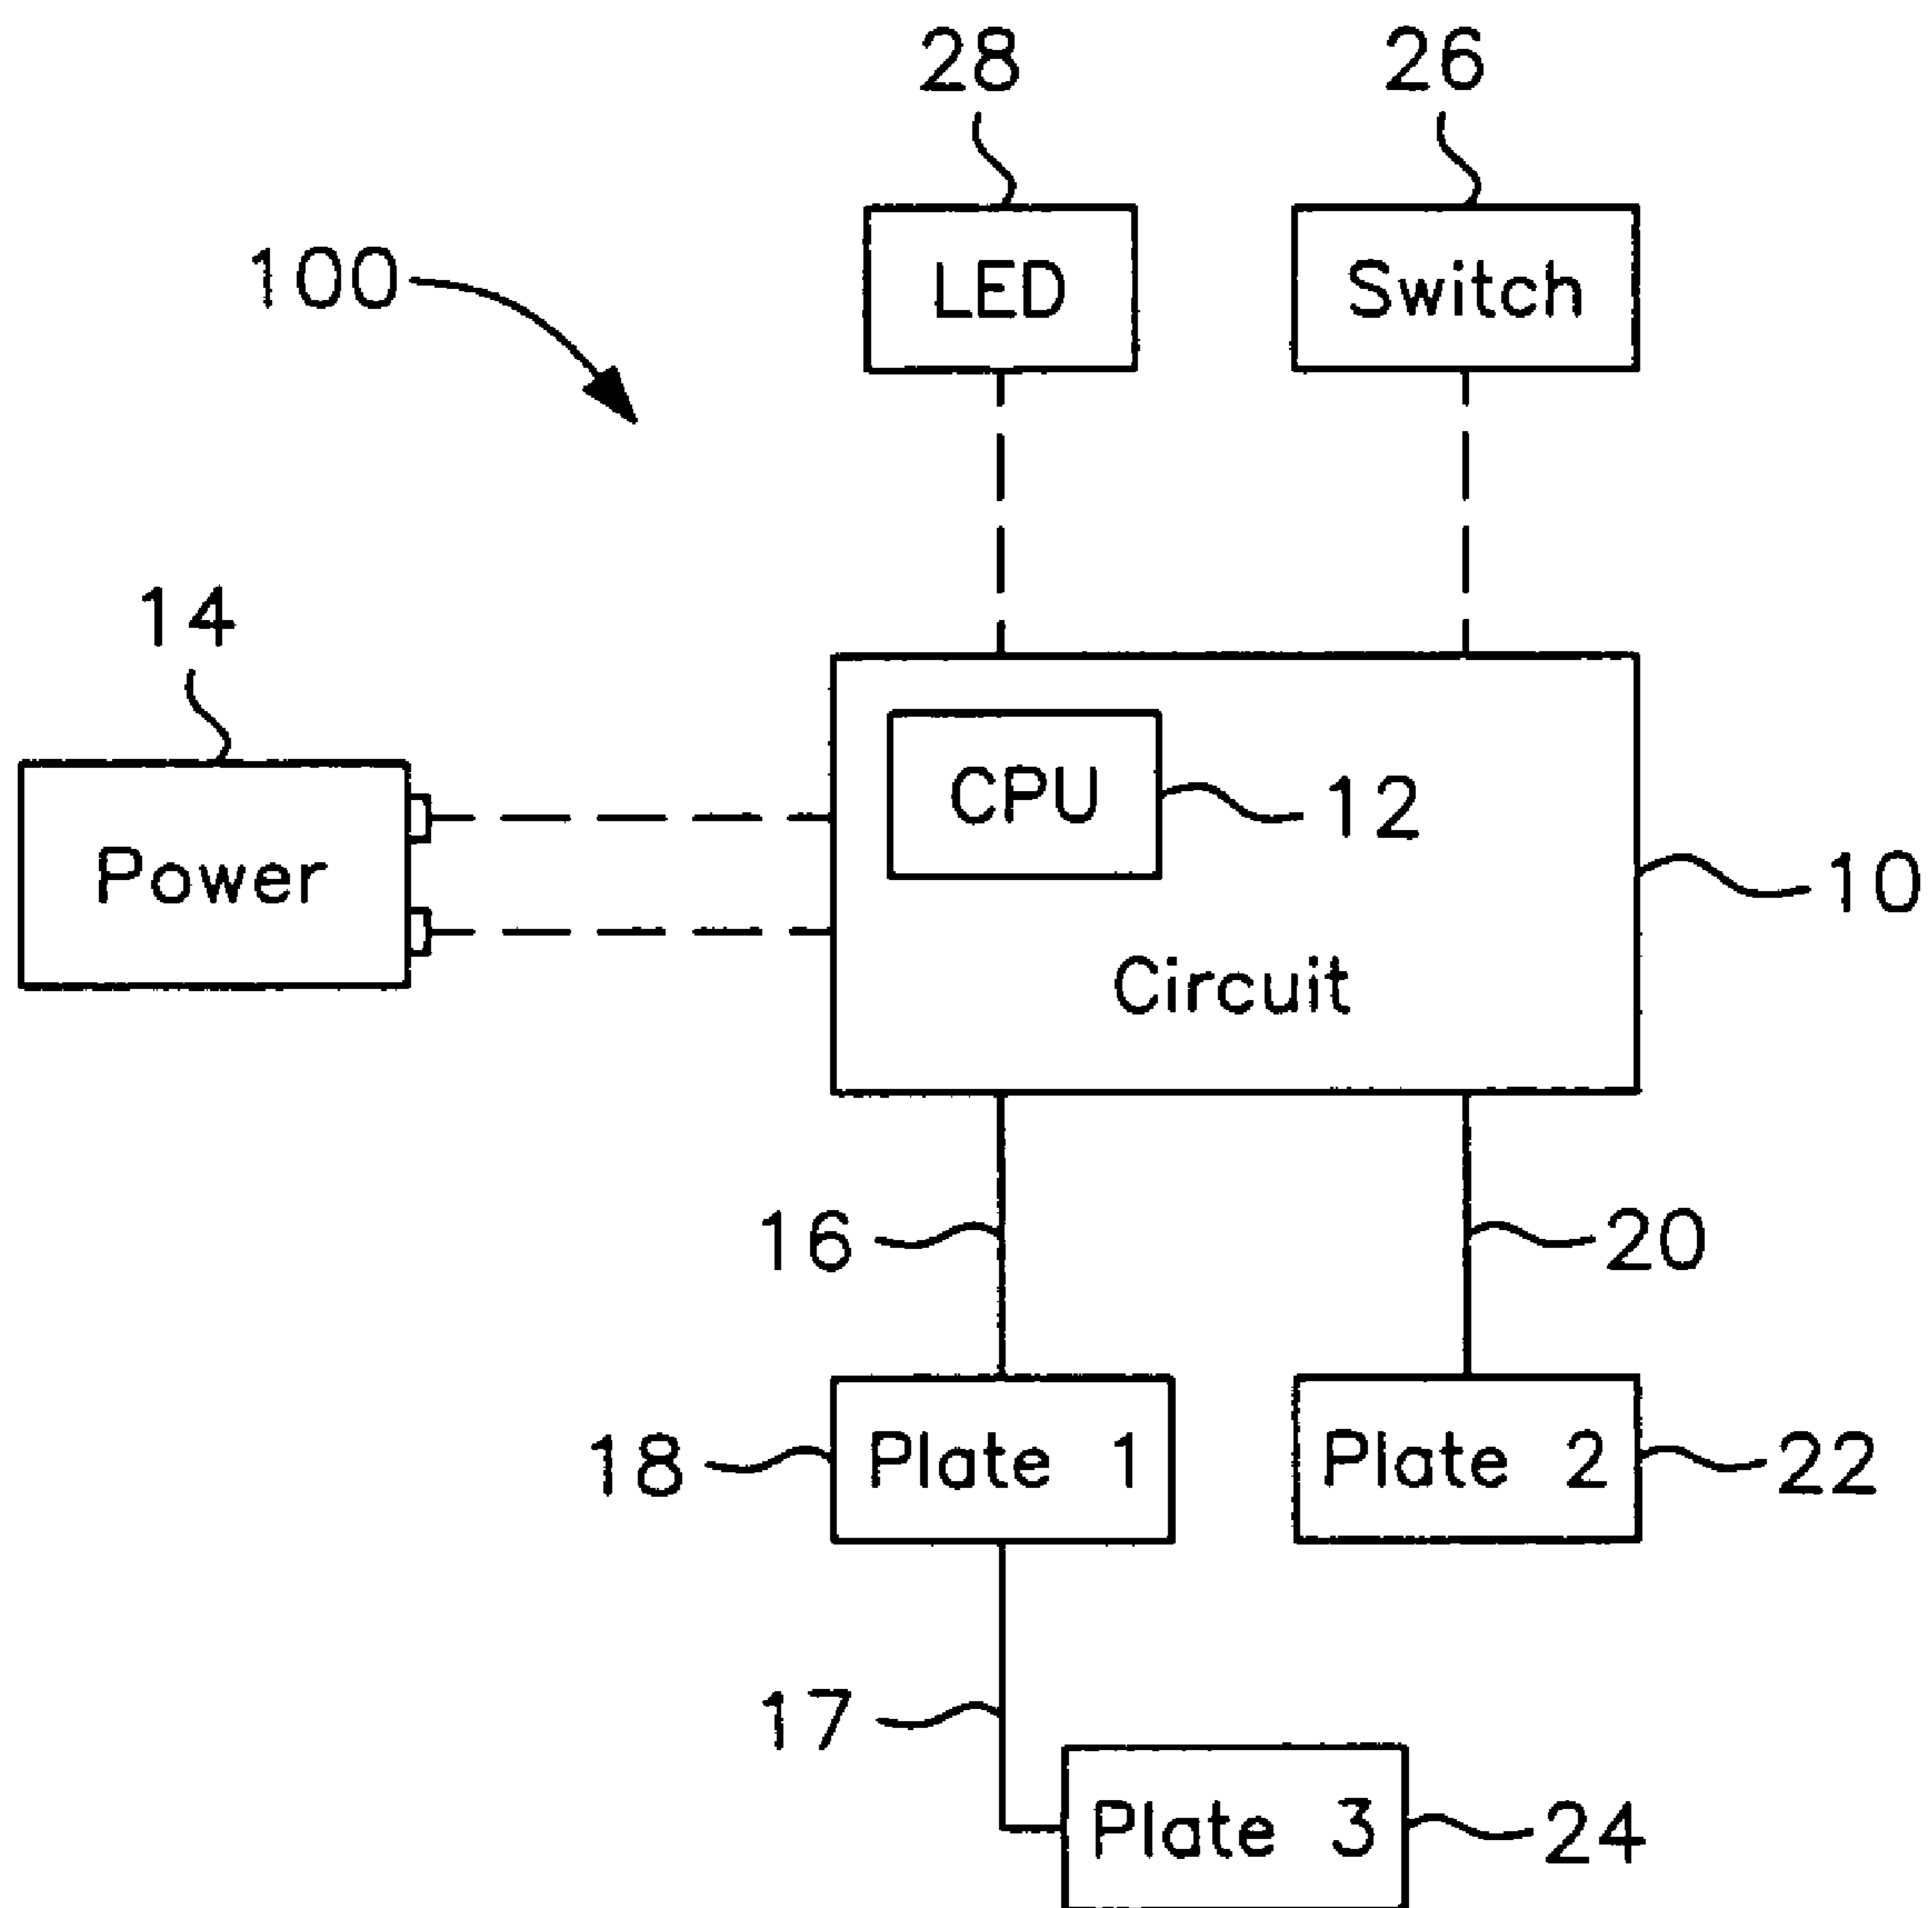 28 26
LED Switch
100
14
CPU 12
Power 10
Circuit
16 20
18 Plate 1 Plate 2 22
17
Plate 3 24